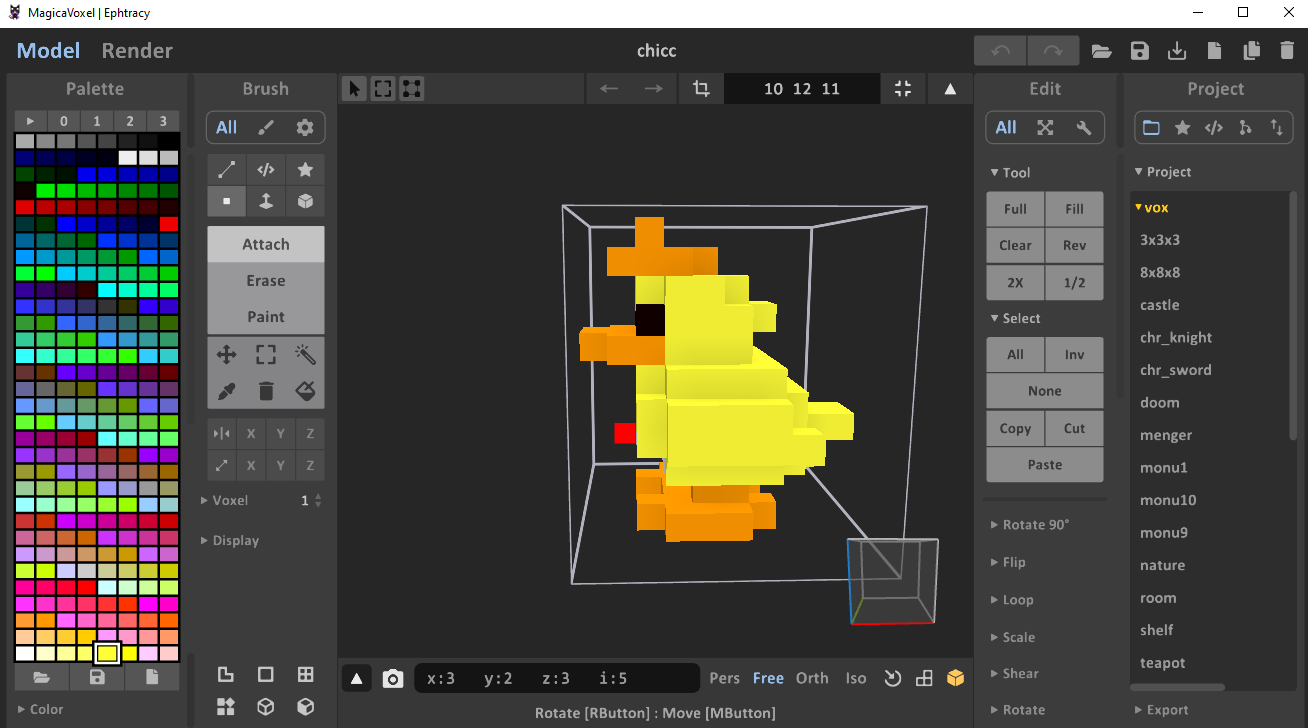 MagicaVoxel | Ephtracy
Model Render chicc
Palette Brush 10 12 11 Edit Project
0 1 2 3 All All
Tool Project
Full Fill vox
Attach Clear Rev 3x3x3
Erase 2X 1/2 8x8x8
Paint Select castle
All Inv chr_knight
None chr_sword
Copy Cut doom
X Y Z Paste menger
X Y Z monu1
Voxel 1 Rotate 90° monu10
Display Flip monu9
Loop nature
Scale room
Shear shelf
x:3 y:2 z:3 i:5 Pers Free Orth Iso teapot
Color Rotate [RButton] : Move [MButton] Rotate Export